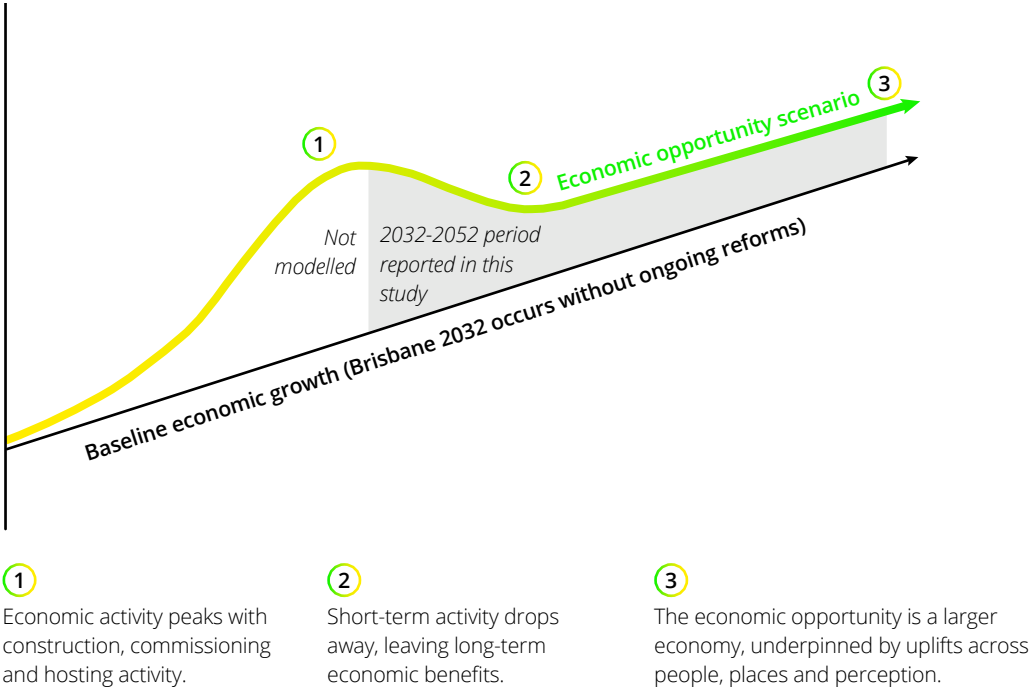 3
Economic opportunity scenario
1
2
Not
modelled
2032-2052 period
reported in this
study
Baseline economic growth (Brisbane 2032 occurs without ongoing reforms)
1
Economic activity peaks with
construction, commissioning
and hosting activity.
2
Short-term activity drops
away, leaving long-term
economic benefits.
3
The economic opportunity is a larger
economy, underpinned by uplifts across
people, places and perception.